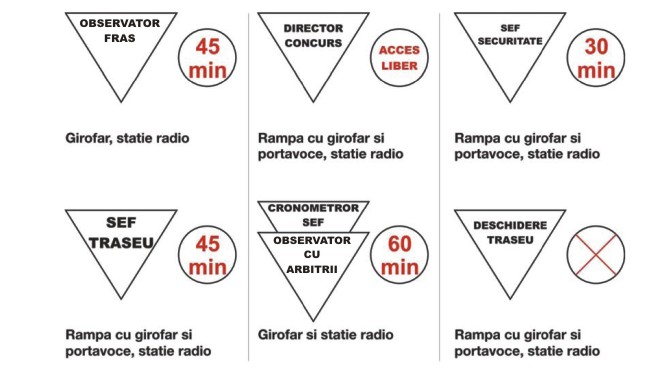 OBSERVATOR
FRAS
45
min
Girofar, statie radio
DIRECTOR
CONCURS
ACCES
LIBER
Rampa cu girofar si
portavoce, statie radio
SEF
SECURITATE
30
min
Rampa cu girofar si
portavoce, statie radio
SEF
TRASEU
45
min
Rampa cu girofar si
portavoce, statie radio
CRONOMETROR
SEF
OBSERVATOR
CU
ARBITRII
60
min
Girofar si statie radio
DESCHIDERE
TRASEU
Rampa cu girofar si
portavoce, statie radio